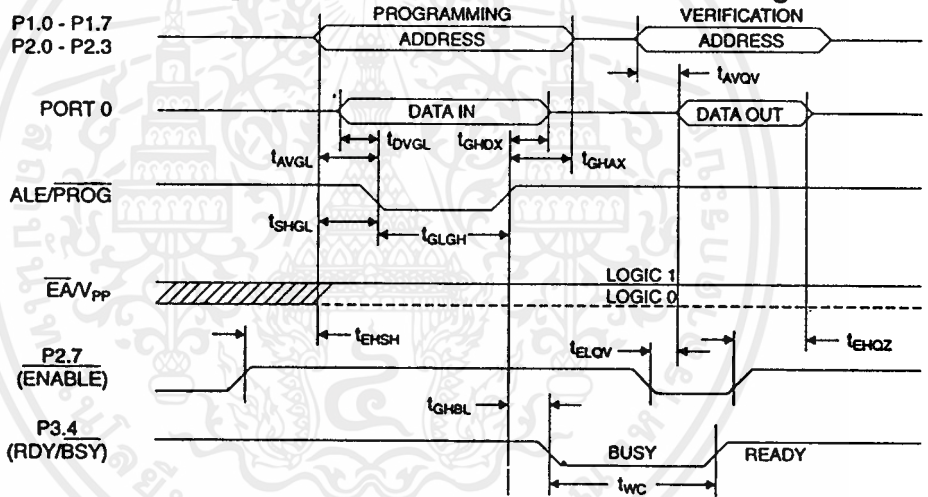 PROGRAMMING VERIFICATION
P1.0 - P1.7
P2.0 - P2.3
ADDRESS ADDRESS
tAVQV
PORT 0 DATA IN DATA OUT
tDVGL tGHDX
tAVGL tGHAX
ALE/PROG
tSHGL tGLGH
LOGIC 1
EA/VPP
LOGIC 0
tEHSH tELQV tEHQZ
P2.7
(ENABLE)
tGHBL
P3.4
(RDY/BSY) BUSY READY
tWC